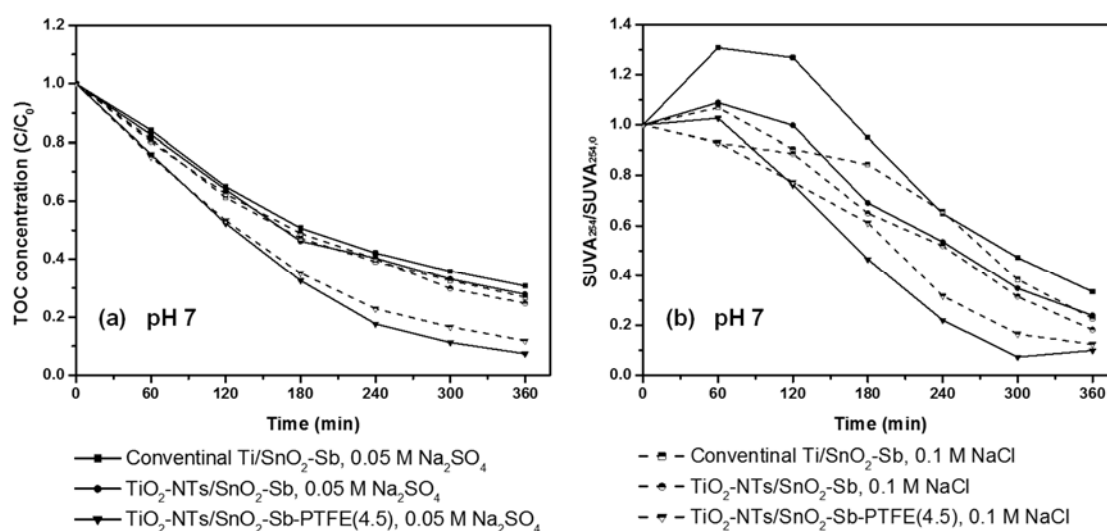 TOC concentration (C/C₀)
1.2
1.0
0.8
0.6
0.4
0.2
0.0
(a) pH 7
0 60 120 180 240 300 360
Time (min)
SUVA₂₅₄/SUVA₂₅₄,₀
1.4
1.2
1.0
0.8
0.6
0.4
0.2
0.0
(b) pH 7
0 60 120 180 240 300 360
Time (min)
Conventinal Ti/SnO₂-Sb, 0.05 M Na₂SO₄
TiO₂-NTs/SnO₂-Sb, 0.05 M Na₂SO₄
TiO₂-NTs/SnO₂-Sb-PTFE(4.5), 0.05 M Na₂SO₄
Conventinal Ti/SnO₂-Sb, 0.1 M NaCl
TiO₂-NTs/SnO₂-Sb, 0.1 M NaCl
TiO₂-NTs/SnO₂-Sb-PTFE(4.5), 0.1 M NaCl